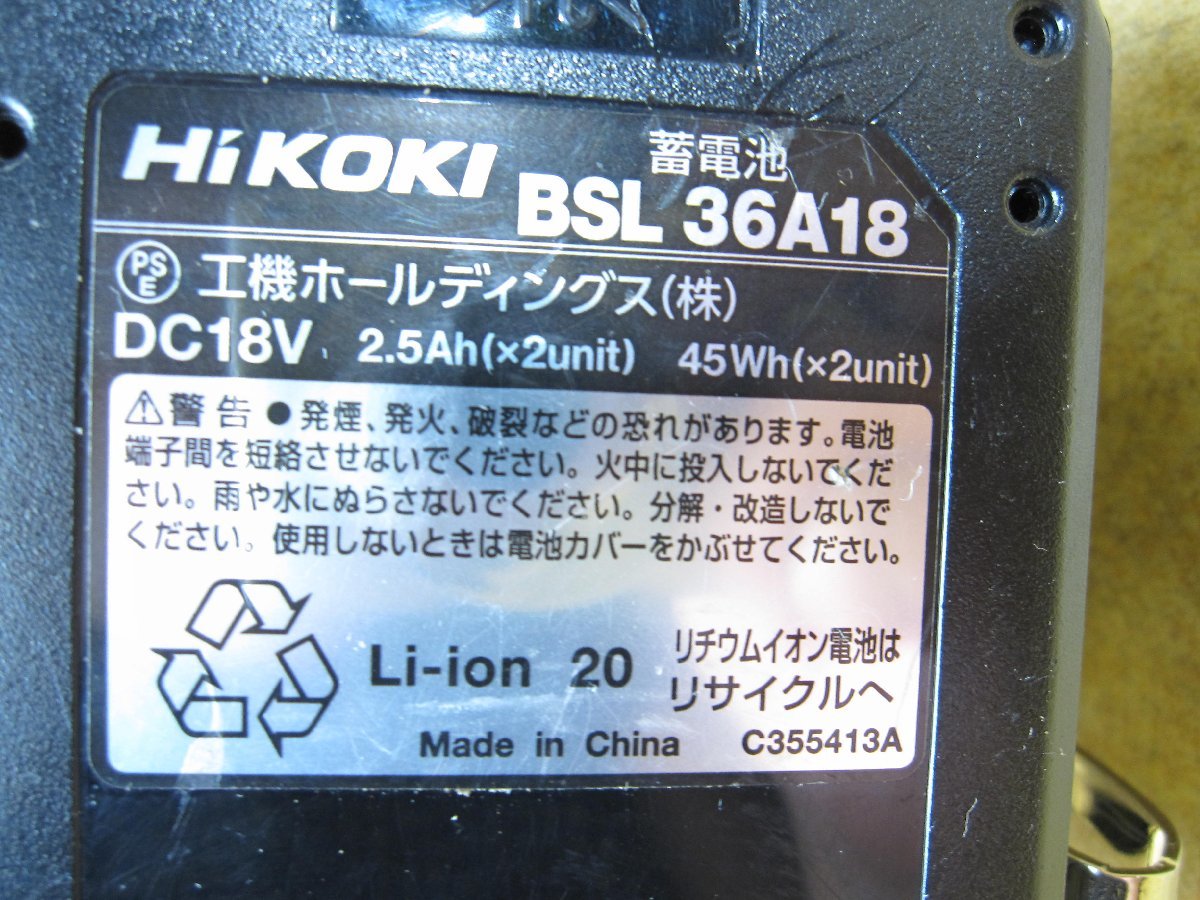 HiKOKI 蓄電池
BSL 36A18
PSE 工機ホールディングス(株)
DC18V 2.5Ah(×2unit) 45Wh(×2unit)
⚠警告 ●発煙、発火、破裂などの恐れがあります。電池
端子間を短絡させないでください。火中に投入しないでくだ
さい。雨や水にぬらさないでください。分解・改造しないで
ください。使用しないときは電池カバーをかぶせてください。
Li-ion 20 リチウムイオン電池は
リサイクルへ
Made in China C355413A